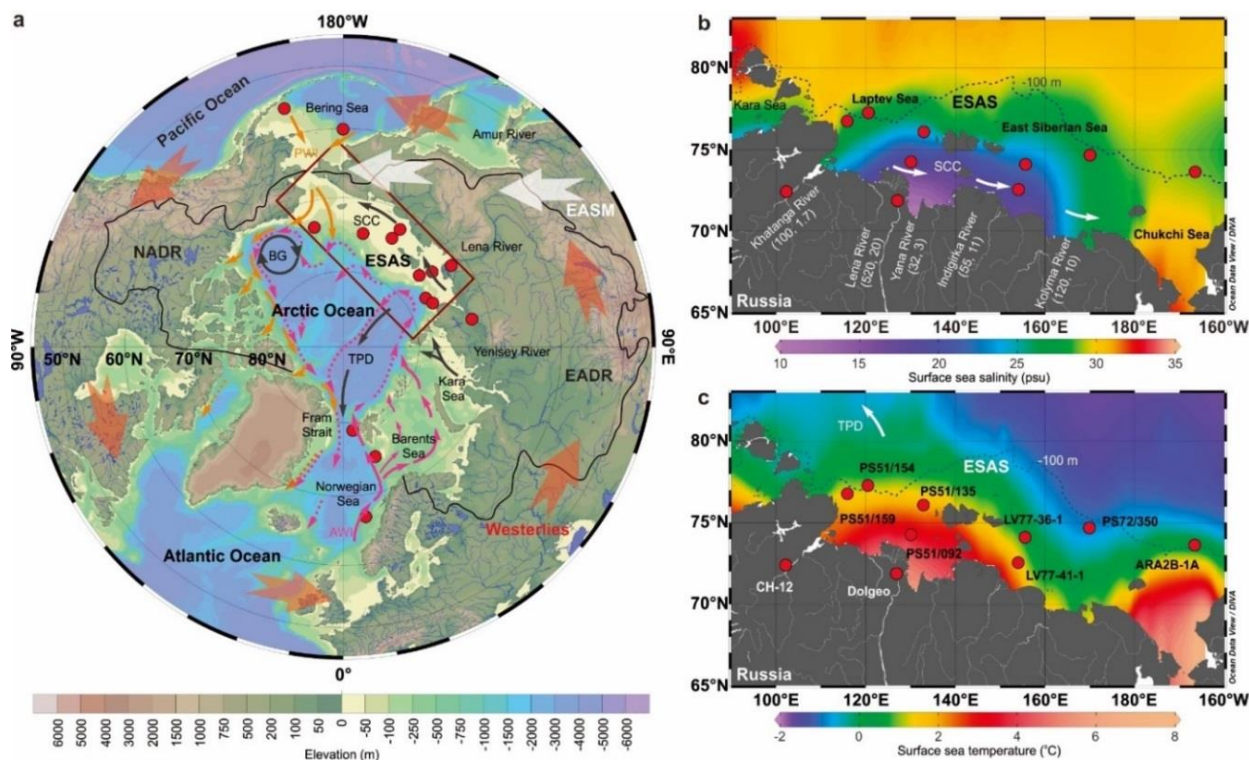 a
180°W
Pacific Ocean
Bering Sea
Amur River
PWI
EASM
NADR
SCC
Lena River
BG
ESAS
Arctic Ocean
90°W
50°N
60°N
70°N
80°N
90°E
TPD
Yenisey River
EADR
Kara
Sea
Fram
Strait
Barents
Sea
Norwegian
Sea
AWI
Westerlies
Atlantic Ocean
0°
6000
5000
4000
3000
2000
1500
1000
750
500
250
100
50
0
-50
-100
-250
-500
-750
-1000
-1500
-2000
-3000
-4000
-5000
-6000
Elevation (m)
b
80°N
75°N
70°N
65°N
Kara Sea
Laptev Sea
ESAS
-100 m
East Siberian Sea
SCC
Chukchi Sea
Khatanga River
(100, 1.7)
Lena River
(520, 20)
Yana River
(32, 3)
Indigirka River
(55, 11)
Kolyma River
(120, 10)
Russia
Ocean Data View / DIVA
100°E
120°E
140°E
160°E
180°W
160°W
10
15
20
25
30
35
Surface sea salinity (psu)
c
80°N
75°N
70°N
65°N
TPD
ESAS
-100 m
PS51/154
PS51/135
PS51/159
LV77-36-1
PS72/350
PS51/092
ARA2B-1A
CH-12
Dolgeo
LV77-41-1
Russia
Ocean Data View / DIVA
100°E
120°E
140°E
160°E
180°W
160°W
-2
0
2
4
6
8
Surface sea temperature (°C)